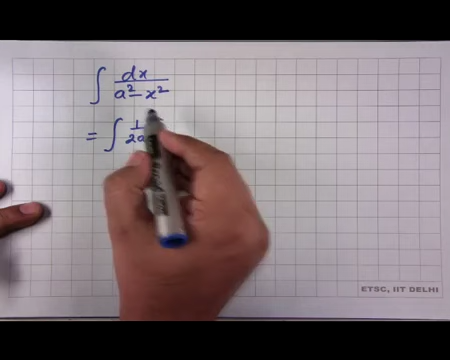 ∫ dx / (a² - x²)
= ∫ 1 / 2a
ETSC, IIT DELHI